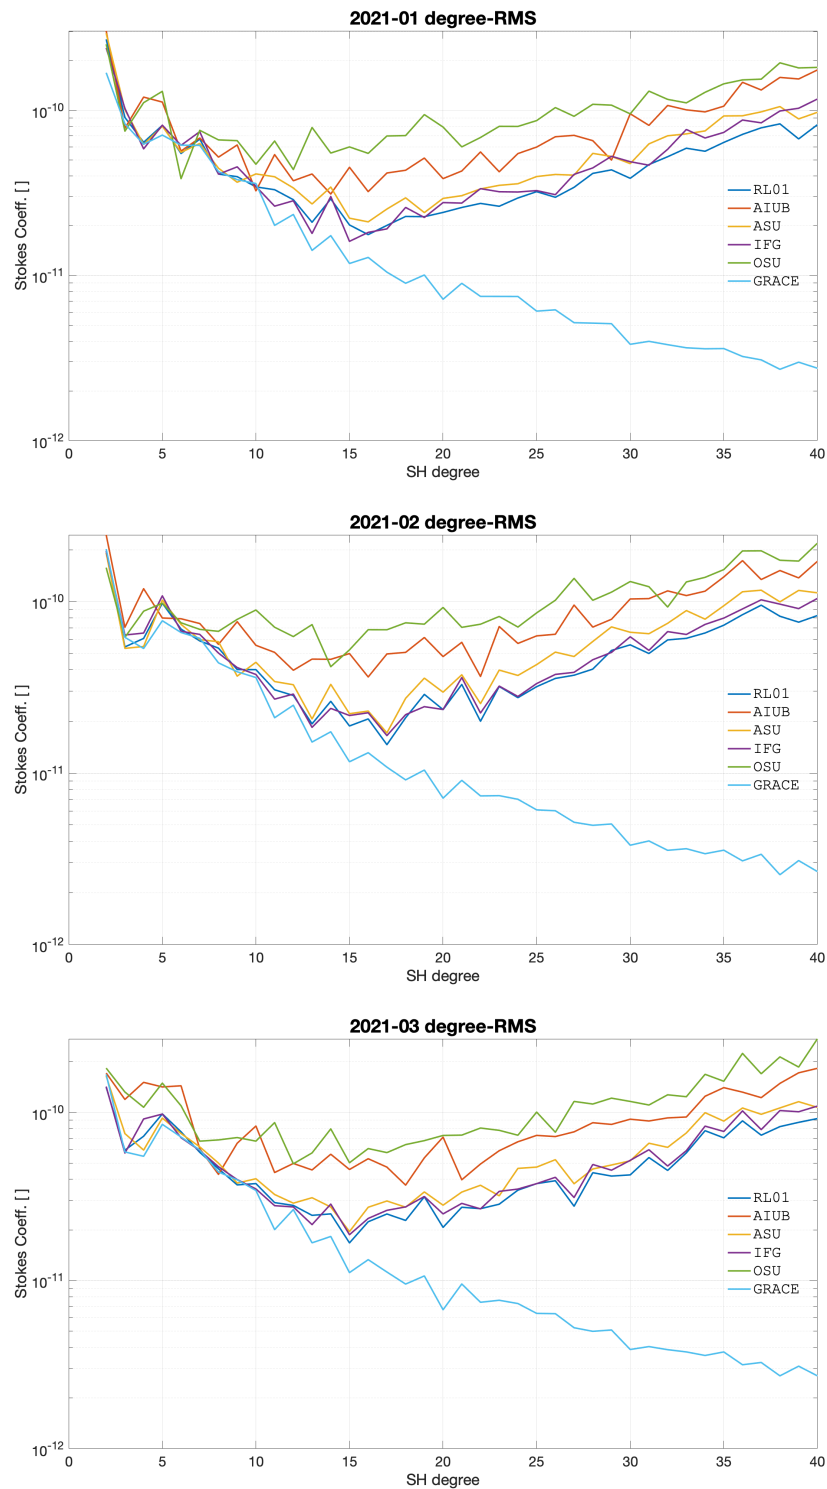 2021-01 degree-RMS
10-10
10-11
10-12
Stokes Coeff. [ ]
RL01
AIUB
ASU
IFG
OSU
GRACE
0 5 10 15 20 25 30 35 40
SH degree
2021-02 degree-RMS
10-10
10-11
10-12
Stokes Coeff. [ ]
RL01
AIUB
ASU
IFG
OSU
GRACE
0 5 10 15 20 25 30 35 40
SH degree
2021-03 degree-RMS
10-10
10-11
10-12
Stokes Coeff. [ ]
RL01
AIUB
ASU
IFG
OSU
GRACE
0 5 10 15 20 25 30 35 40
SH degree